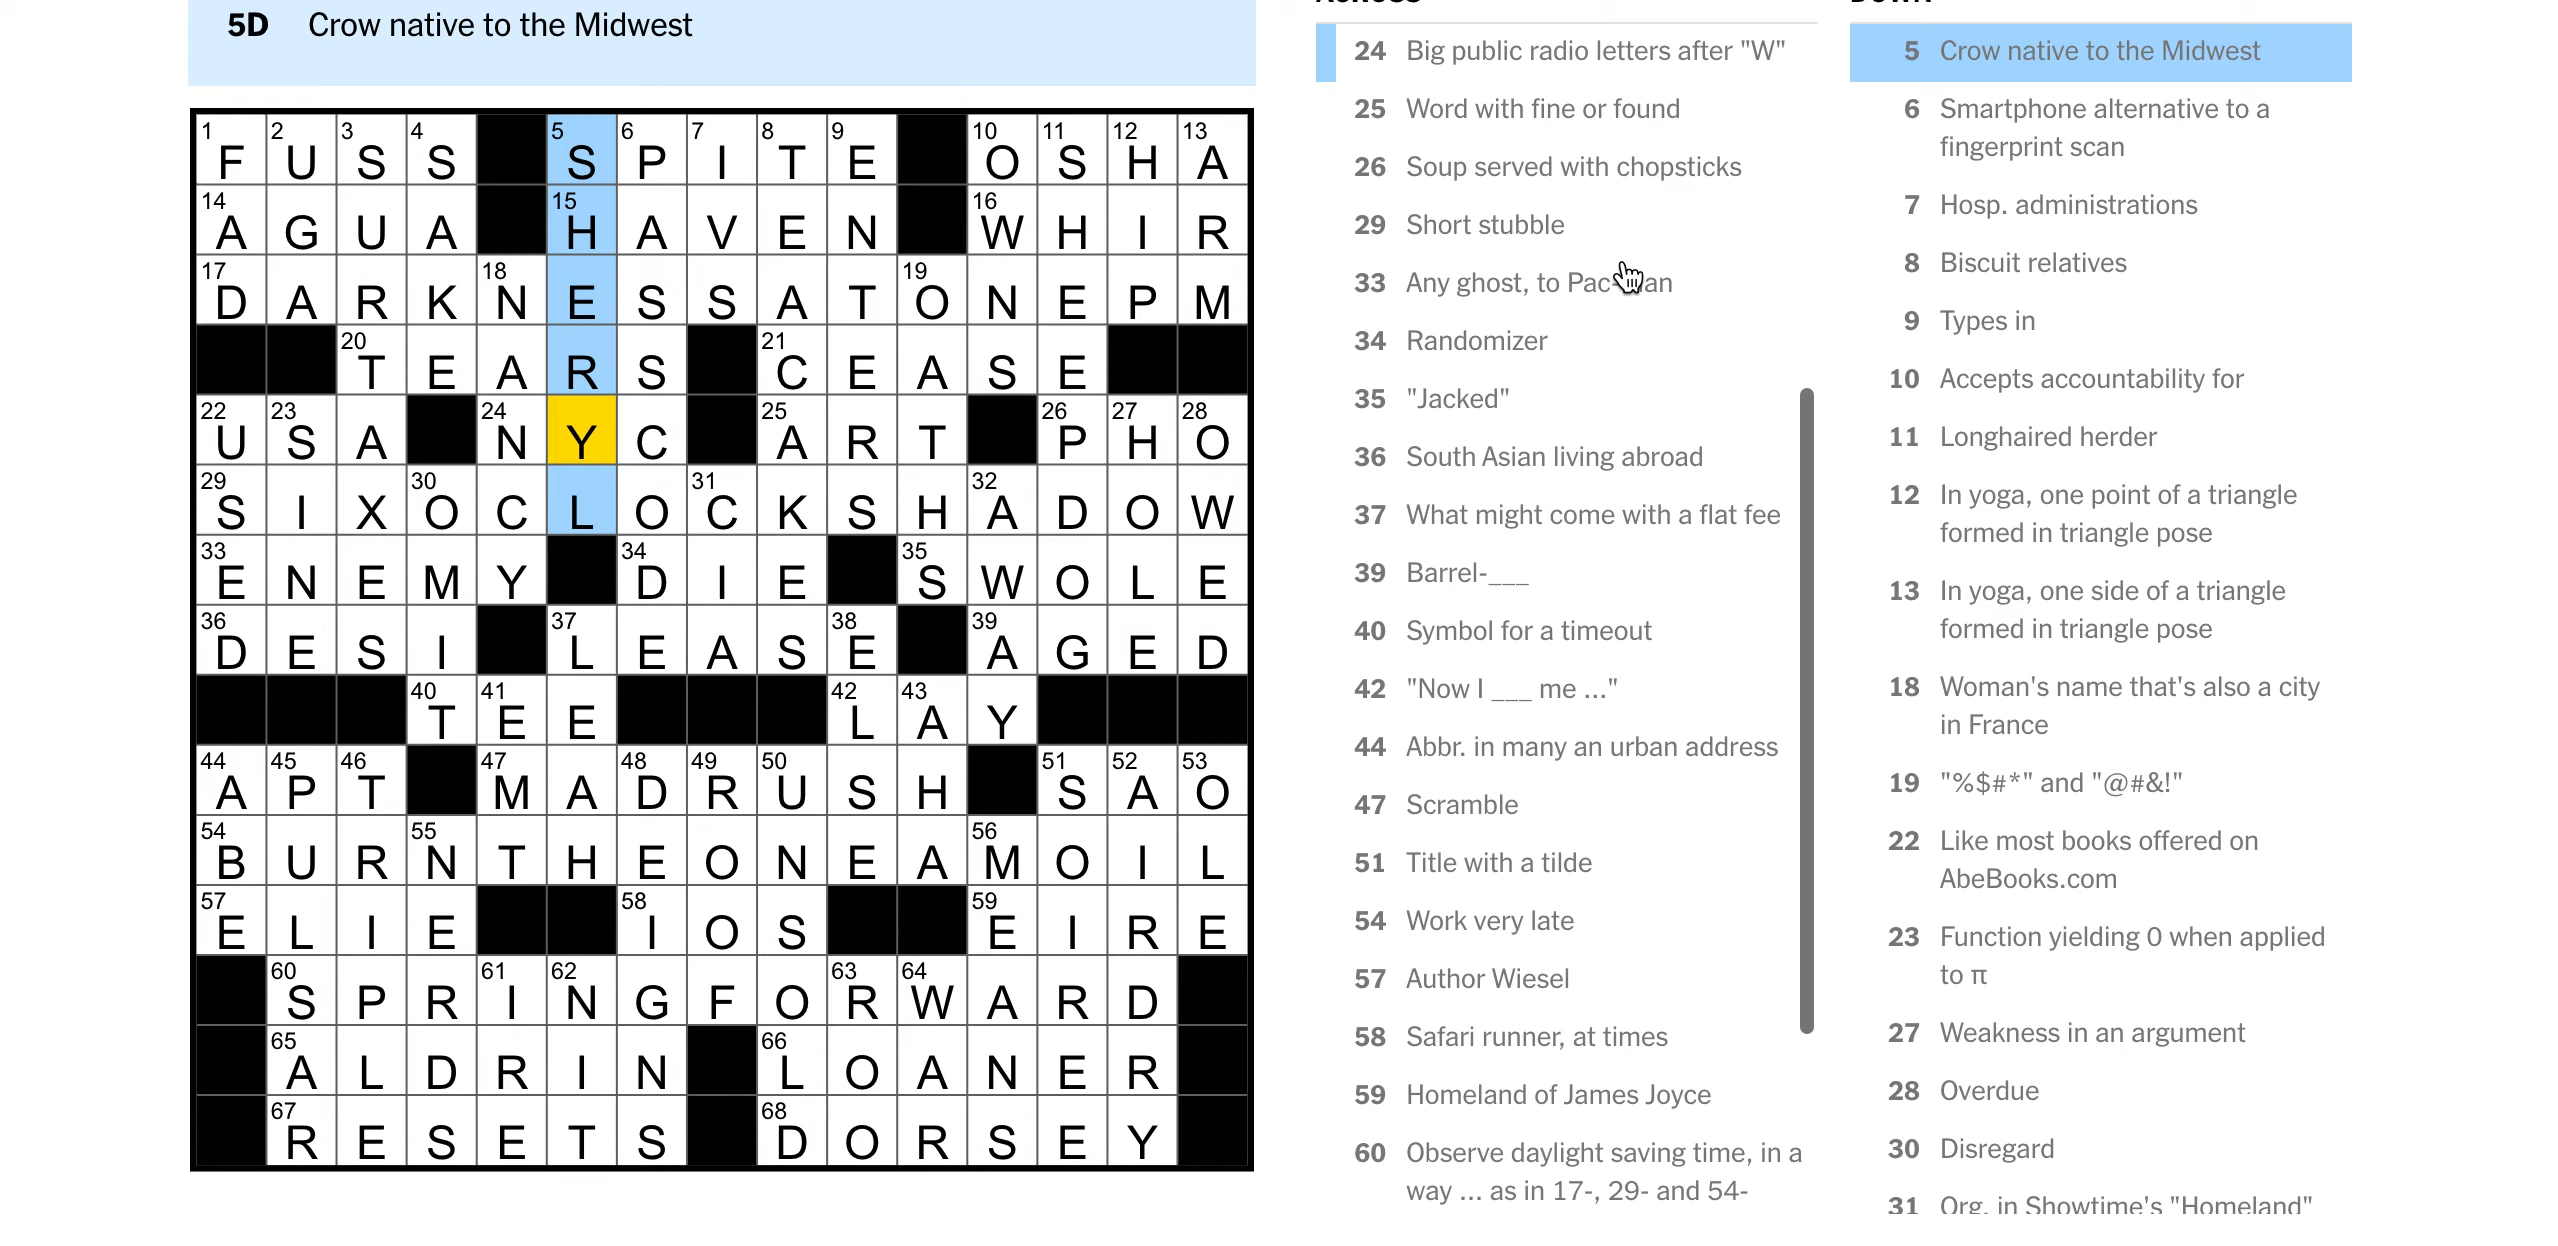 5D Crow native to the Midwest
1 2 3 4 5 6 7 8 9 10 11 12 13
F U S S S P I T E O S H A
14 15 16
A G U A H A V E N W H I R
17 18 19
D A R K N E S S A T O N E P M
20 21
T E A R S C E A S E
22 23 24 25 26 27 28
U S A N Y C A R T P H O
29 30 31 32
S I X O C L O C K S H A D O W
33 34 35
E N E M Y D I E S W O L E
36 37 38 39
D E S I L E A S E A G E D
40 41 42 43
T E E L A Y
44 45 46 47 48 49 50 51 52 53
A P T M A D R U S H S A O
54 55 56
B U R N T H E O N E A M O I L
57 58 59
E L I E I O S E I R E
60 61 62 63 64
S P R I N G F O R W A R D
65 66
A L D R I N L O A N E R
67 68
R E S E T S D O R S E Y
24 Big public radio letters after "W"
25 Word with fine or found
26 Soup served with chopsticks
29 Short stubble
33 Any ghost, to Pac-Man
34 Randomizer
35 "Jacked"
36 South Asian living abroad
37 What might come with a flat fee
39 Barrel-___
40 Symbol for a timeout
42 "Now I ___ me ..."
44 Abbr. in many an urban address
47 Scramble
51 Title with a tilde
54 Work very late
57 Author Wiesel
58 Safari runner, at times
59 Homeland of James Joyce
60 Observe daylight saving time, in a
way ... as in 17-, 29- and 54-
5 Crow native to the Midwest
6 Smartphone alternative to a
fingerprint scan
7 Hosp. administrations
8 Biscuit relatives
9 Types in
10 Accepts accountability for
11 Longhaired herder
12 In yoga, one point of a triangle
formed in triangle pose
13 In yoga, one side of a triangle
formed in triangle pose
18 Woman's name that's also a city
in France
19 "%$#*" and "@#&!"
22 Like most books offered on
AbeBooks.com
23 Function yielding 0 when applied
to π
27 Weakness in an argument
28 Overdue
30 Disregard
31 Org. in Showtime's "Homeland"